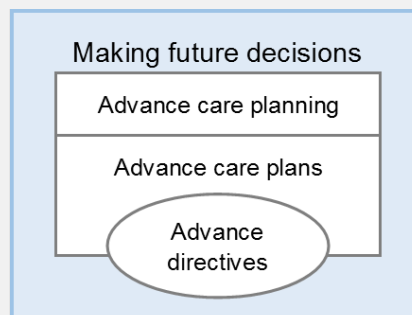 Making future decisions
Advance care planning
Advance care plans
Advance
directives